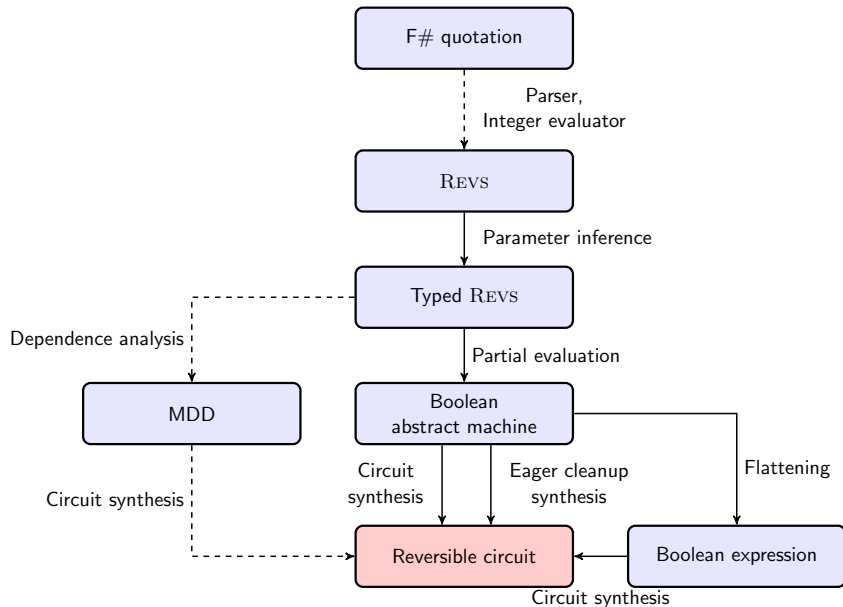 F# quotation
Parser,
Integer evaluator
REVS
Parameter inference
Typed REVS
Dependence analysis
Partial evaluation
MDD
Boolean
abstract machine
Circuit synthesis
Circuit
synthesis
Eager cleanup
synthesis
Flattening
Reversible circuit
Boolean expression
Circuit synthesis